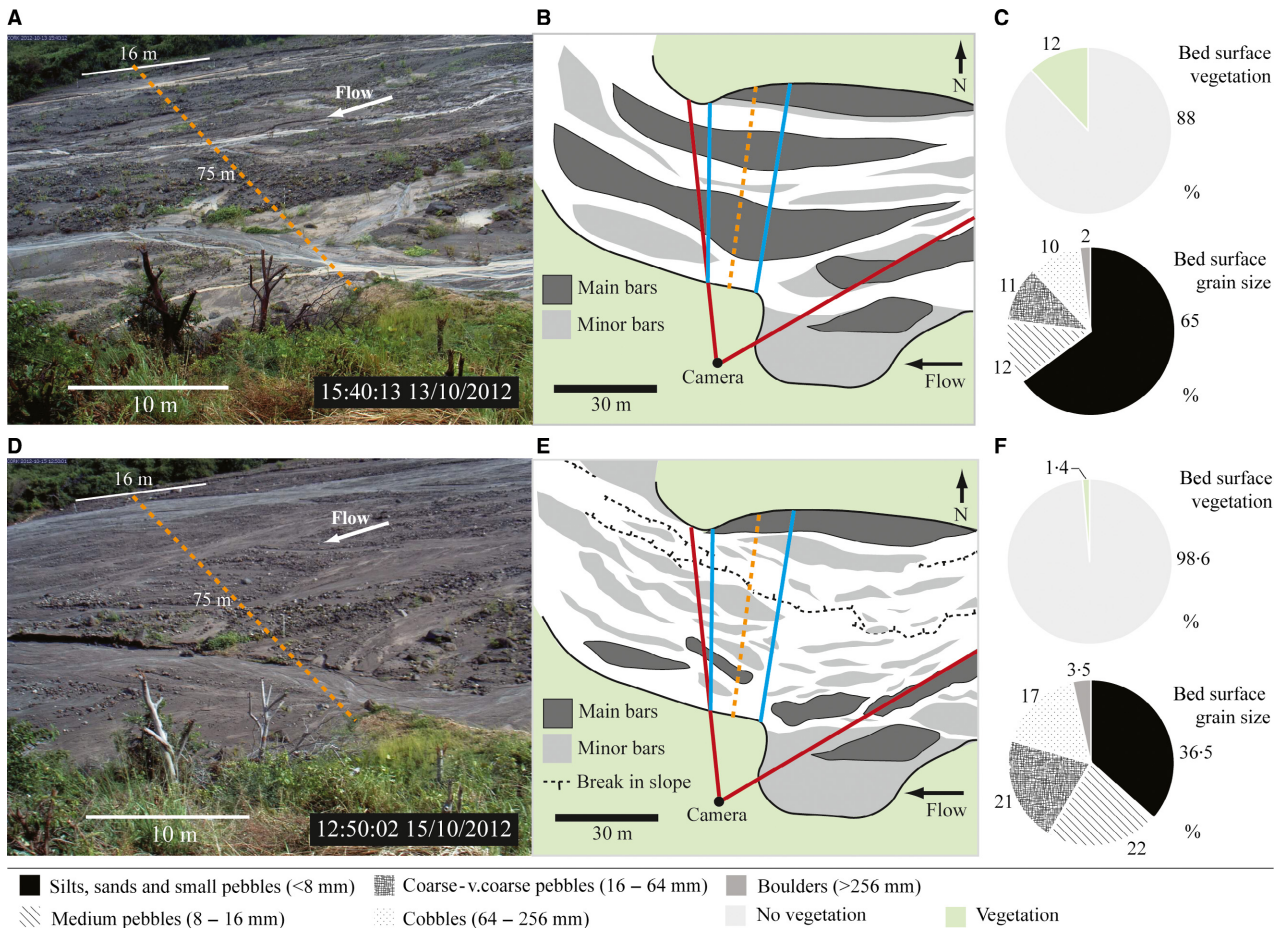 A
16 m
Flow
75 m
10 m
15:40:13 13/10/2012
B
N
Main bars
Minor bars
Camera
30 m
Flow
C
12
Bed surface
vegetation
88
%
2
10
11
Bed surface
grain size
65
12
%
D
16 m
Flow
75 m
10 m
12:50:02 15/10/2012
E
N
Main bars
Minor bars
Break in slope
Camera
30 m
Flow
F
1·4
Bed surface
vegetation
98·6
%
3·5
17
Bed surface
grain size
36·5
21
%
22
Silts, sands and small pebbles (<8 mm)
Coarse-v.coarse pebbles (16 – 64 mm)
Boulders (>256 mm)
Medium pebbles (8 – 16 mm)
Cobbles (64 – 256 mm)
No vegetation
Vegetation